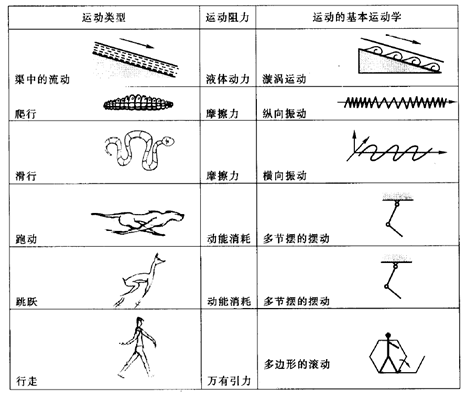 运动类型 运动阻力 运动的基本运动学
渠中的流动 液体动力 漩涡运动
爬行 摩擦力 纵向振动
滑行 摩擦力 横向振动
跑动 动能消耗 多节摆的摆动
跳跃 动能消耗 多节摆的摆动
行走 万有引力 多边形的滚动